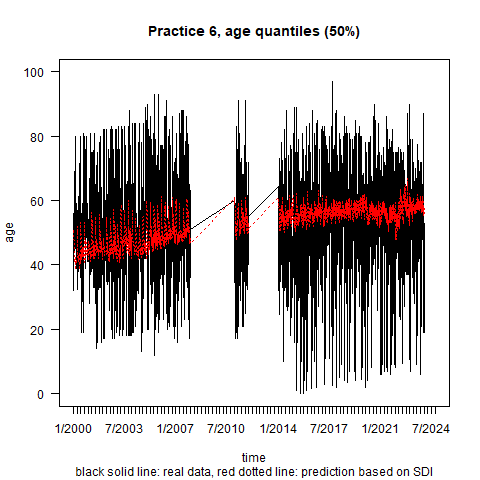 Practice 6, age quantiles (50%)
100
80
60
40
20
0
age
1/2000 7/2003 1/2007 7/2010 1/2014 7/2017 1/2021 7/2024
time
black solid line: real data, red dotted line: prediction based on SDI